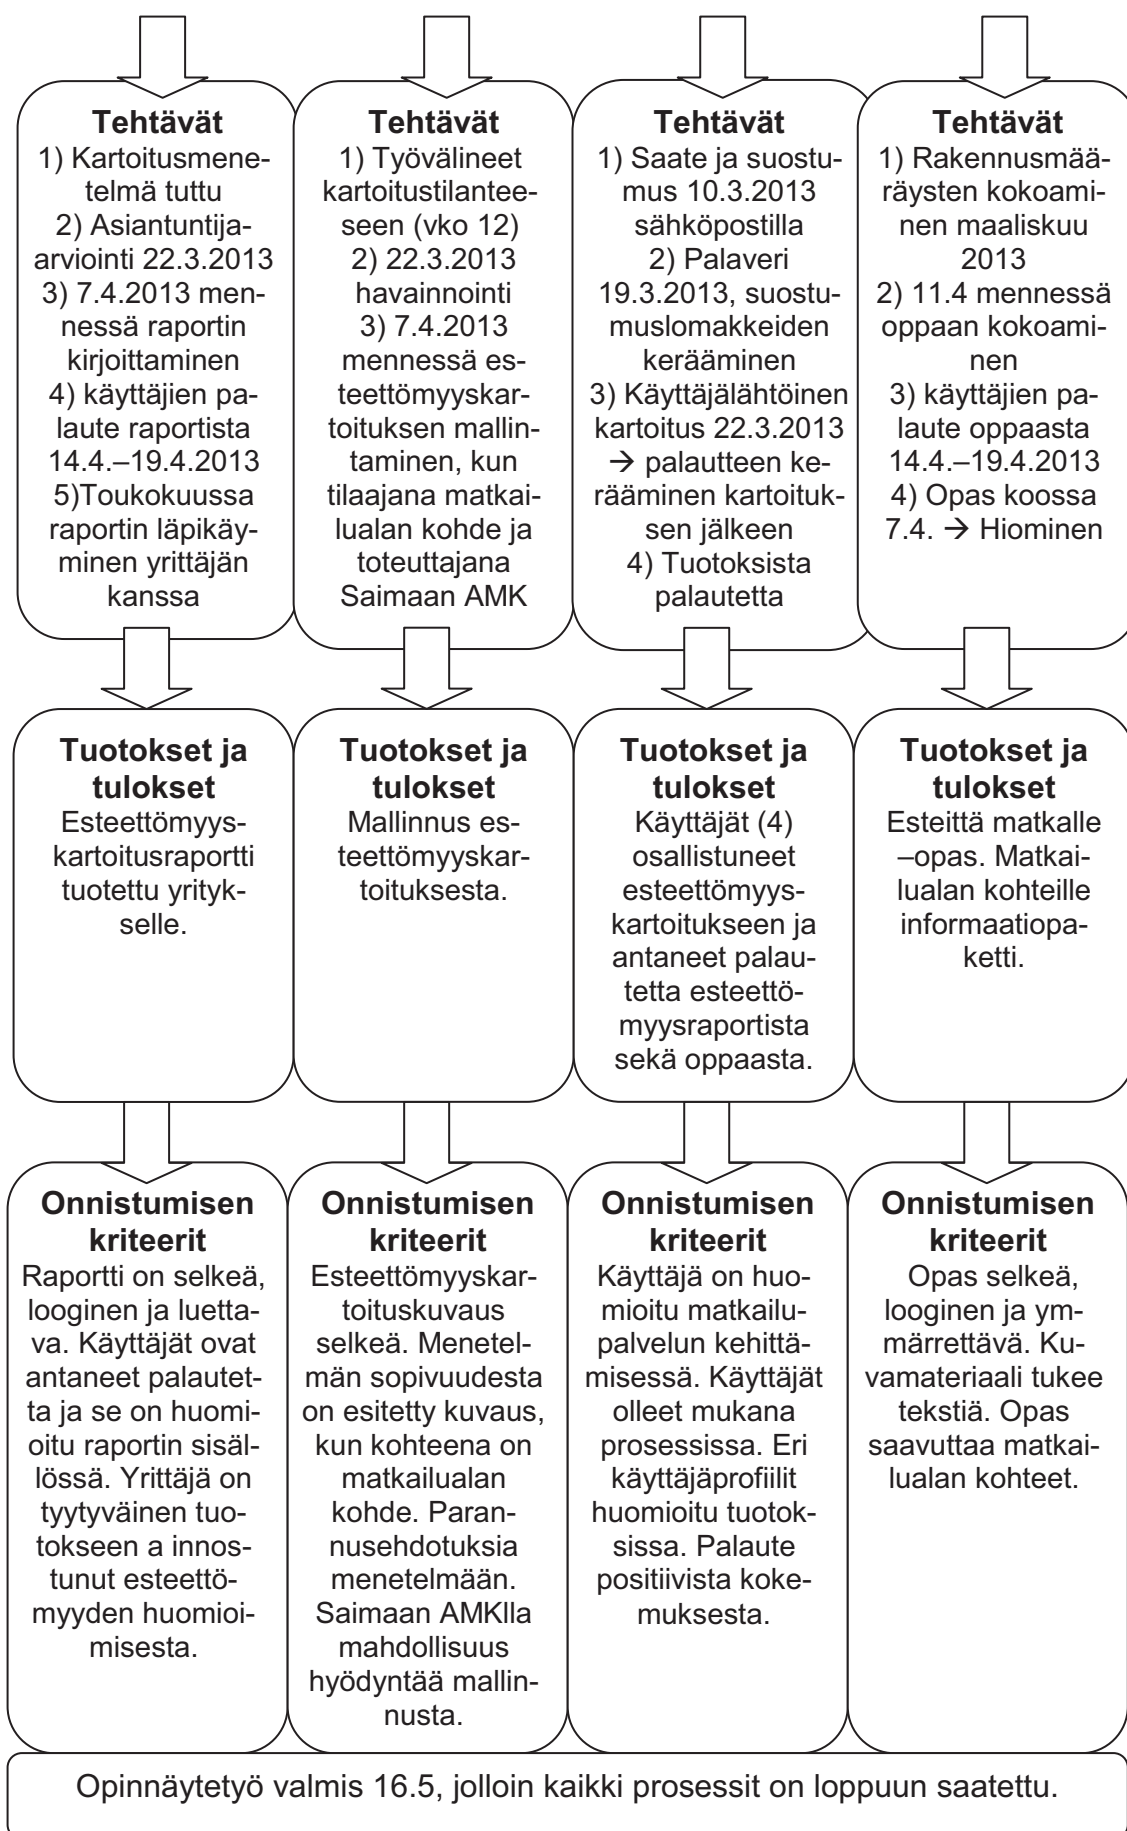 Tehtävät
1) Kartoitusmene-
telmä tuttu
2) Asiantuntija-
arviointi 22.3.2013
3) 7.4.2013 men-
nessä raportin
kirjoittaminen
4) käyttäjien pa-
laute raportista
14.4.–19.4.2013
5)Toukokuussa
raportin läpikäy-
minen yrittäjän
kanssa
Tehtävät
1) Työvälineet
kartoitustilantee-
seen (vko 12)
2) 22.3.2013
havainnointi
3) 7.4.2013
mennessä es-
teettömyyskar-
toituksen mallin-
taminen, kun
tilaajana matkai-
lualan kohde ja
toteuttajana
Saimaan AMK
Tehtävät
1) Saate ja suostu-
mus 10.3.2013
sähköpostilla
2) Palaveri
19.3.2013, suostu-
muslomakkeiden
kerääminen
3) Käyttäjälähtöinen
kartoitus 22.3.2013
→ palautteen ke-
rääminen kartoituk-
sen jälkeen
4) Tuotoksista
palautetta
Tehtävät
1) Rakennusmää-
räysten kokoami-
nen maaliskuu
2013
2) 11.4 mennessä
oppaan kokoami-
nen
3) käyttäjien pa-
laute oppaasta
14.4.–19.4.2013
4) Opas koossa
7.4. → Hiominen
Tuotokset ja
tulokset
Esteettömyys-
kartoitusraportti
tuotettu yrityk-
selle.
Tuotokset ja
tulokset
Mallinnus es-
teettömyyskar-
toituksesta.
Tuotokset ja
tulokset
Käyttäjät (4)
osallistuneet
esteettömyys-
kartoitukseen ja
antaneet palau-
tetta esteettö-
myysraportista
sekä oppaasta.
Tuotokset ja
tulokset
Esteittä matkalle
–opas. Matkai-
lualan kohteille
informaatiopa-
ketti.
Onnistumisen
kriteerit
Raportti on selkeä,
looginen ja luetta-
va. Käyttäjät ovat
antaneet palautet-
ta ja se on huomi-
oitu raportin sisäl-
lössä. Yrittäjä on
tyytyväinen tuo-
tokseen a innos-
tunut esteettö-
myyden huomioi-
misesta.
Onnistumisen
kriteerit
Esteettömyyskar-
toituskuvaus
selkeä. Menetel-
män sopivuudesta
on esitetty kuvaus,
kun kohteena on
matkailualan
kohde. Paran-
nusehdotuksia
menetelmään.
Saimaan AMKlla
mahdollisuus
hyödyntää mallin-
nusta.
Onnistumisen
kriteerit
Käyttäjä on huo-
mioitu matkailu-
palvelun kehittä-
misessä. Käyttäjät
olleet mukana
prosessissa. Eri
käyttäjäprofiilit
huomioitu tuotok-
sissa. Palaute
positiivista koke-
muksesta.
Onnistumisen
kriteerit
Opas selkeä,
looginen ja ym-
märrettävä. Ku-
vamateriaali tukee
tekstiä. Opas
saavuttaa matkai-
lualan kohteet.
Opinnäytetyö valmis 16.5, jolloin kaikki prosessit on loppuun saatettu.